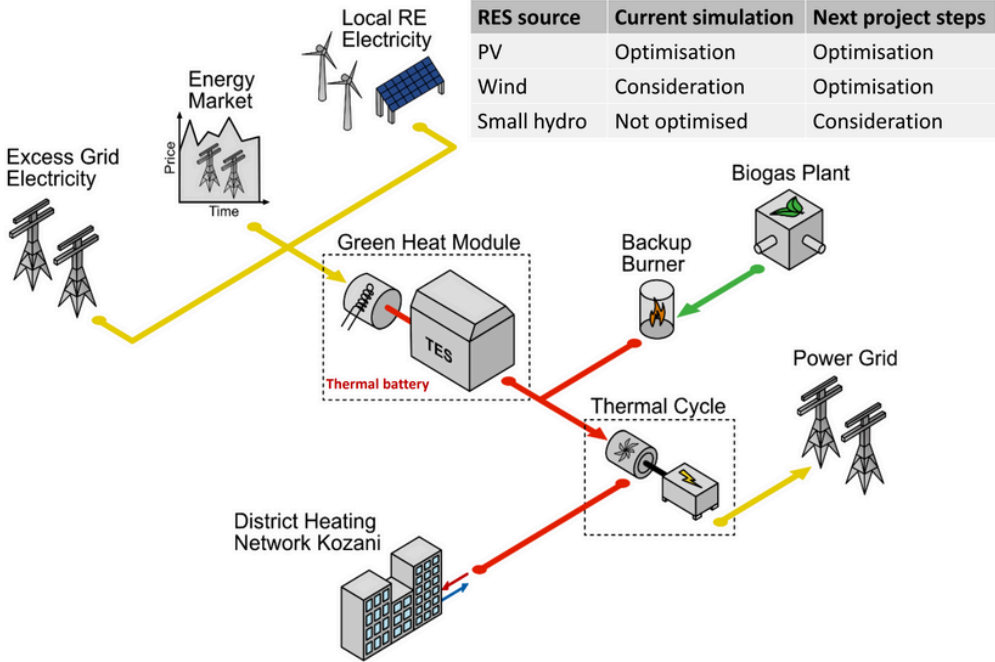 Local RE
Electricity
RES source Current simulation Next project steps
PV Optimisation Optimisation
Wind Consideration Optimisation
Small hydro Not optimised Consideration
Energy
Market
Price
Time
Excess Grid
Electricity
Biogas Plant
Green Heat Module
Backup
Burner
TES
Thermal battery
Power Grid
Thermal Cycle
District Heating
Network Kozani